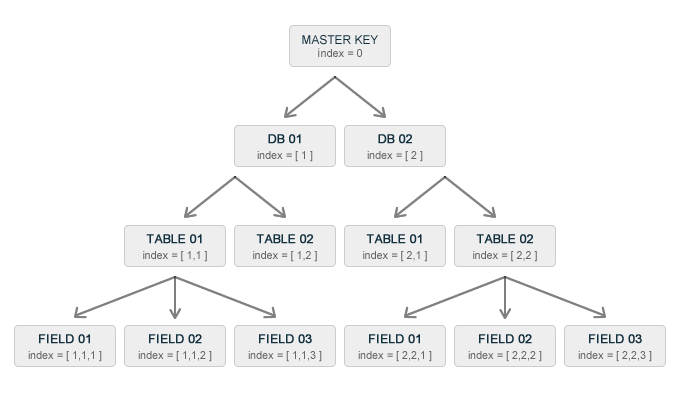 MASTER KEY
index = 0
DB 01
index = [ 1 ]
DB 02
index = [ 2 ]
TABLE 01
index = [ 1,1 ]
TABLE 02
index = [ 1,2 ]
TABLE 01
index = [ 2,1 ]
TABLE 02
index = [ 2,2 ]
FIELD 01
index = [ 1,1,1 ]
FIELD 02
index = [ 1,1,2 ]
FIELD 03
index = [ 1,1,3 ]
FIELD 01
index = [ 2,2,1 ]
FIELD 02
index = [ 2,2,2 ]
FIELD 03
index = [ 2,2,3 ]